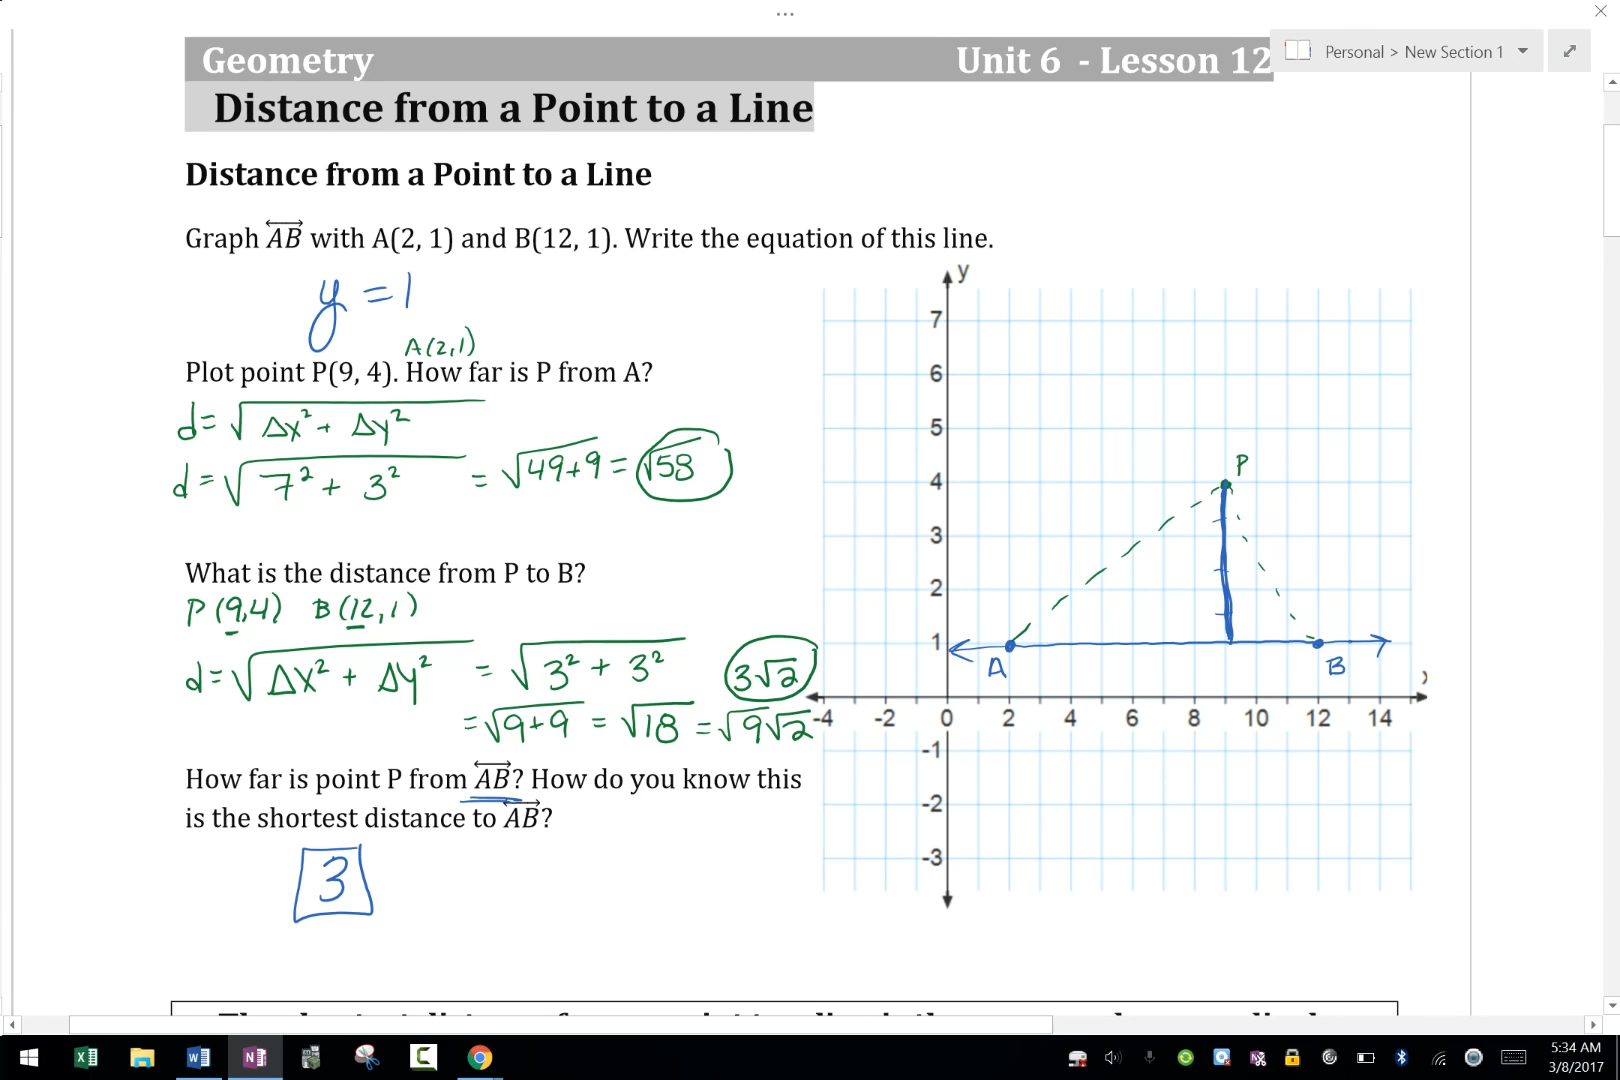 ...
Geometry
Unit 6 - Lesson 12
Personal > New Section 1
Distance from a Point to a Line
Distance from a Point to a Line
Graph AB with A(2, 1) and B(12, 1). Write the equation of this line.
y = 1
A(2,1)
Plot point P(9, 4). How far is P from A?
d = √Δx² + Δy²
d = √7² + 3² = √49+9 = √58
What is the distance from P to B?
P (9,4) B (12,1)
d = √Δx² + Δy² = √3² + 3² 3√2
= √9+9 = √18 = √9√2
How far is point P from AB? How do you know this
is the shortest distance to AB?
3
y
7
6
5
4
3
2
1
P
A
B
-4 -2 0 2 4 6 8 10 12 14
-1
-2
-3
5:34 AM
3/8/2017